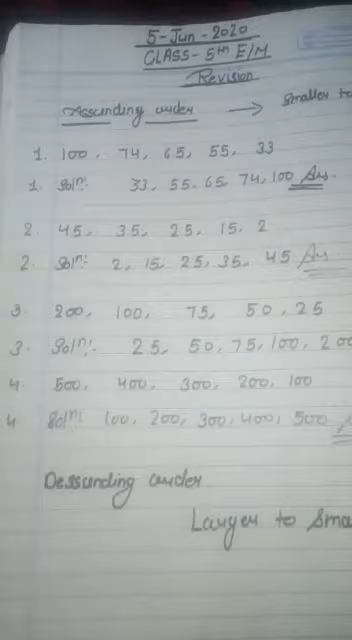 5-Jun-2020
CLASS- 5th E/M
Revision
Asscending order → Smaller to
1. 100, 74, 65, 55, 33
1. Soln: 33, 55, 65, 74, 100 Ans.
2. 45, 35, 25, 15, 2
2. Soln: 2, 15, 25, 35, 45 Ans
3. 200, 100, 75, 50, 25
3. Soln: 25, 50, 75, 100, 200
4. 500, 400, 300, 200, 100
4 Soln: 100, 200, 300, 400, 500
Desscending order
Larger to